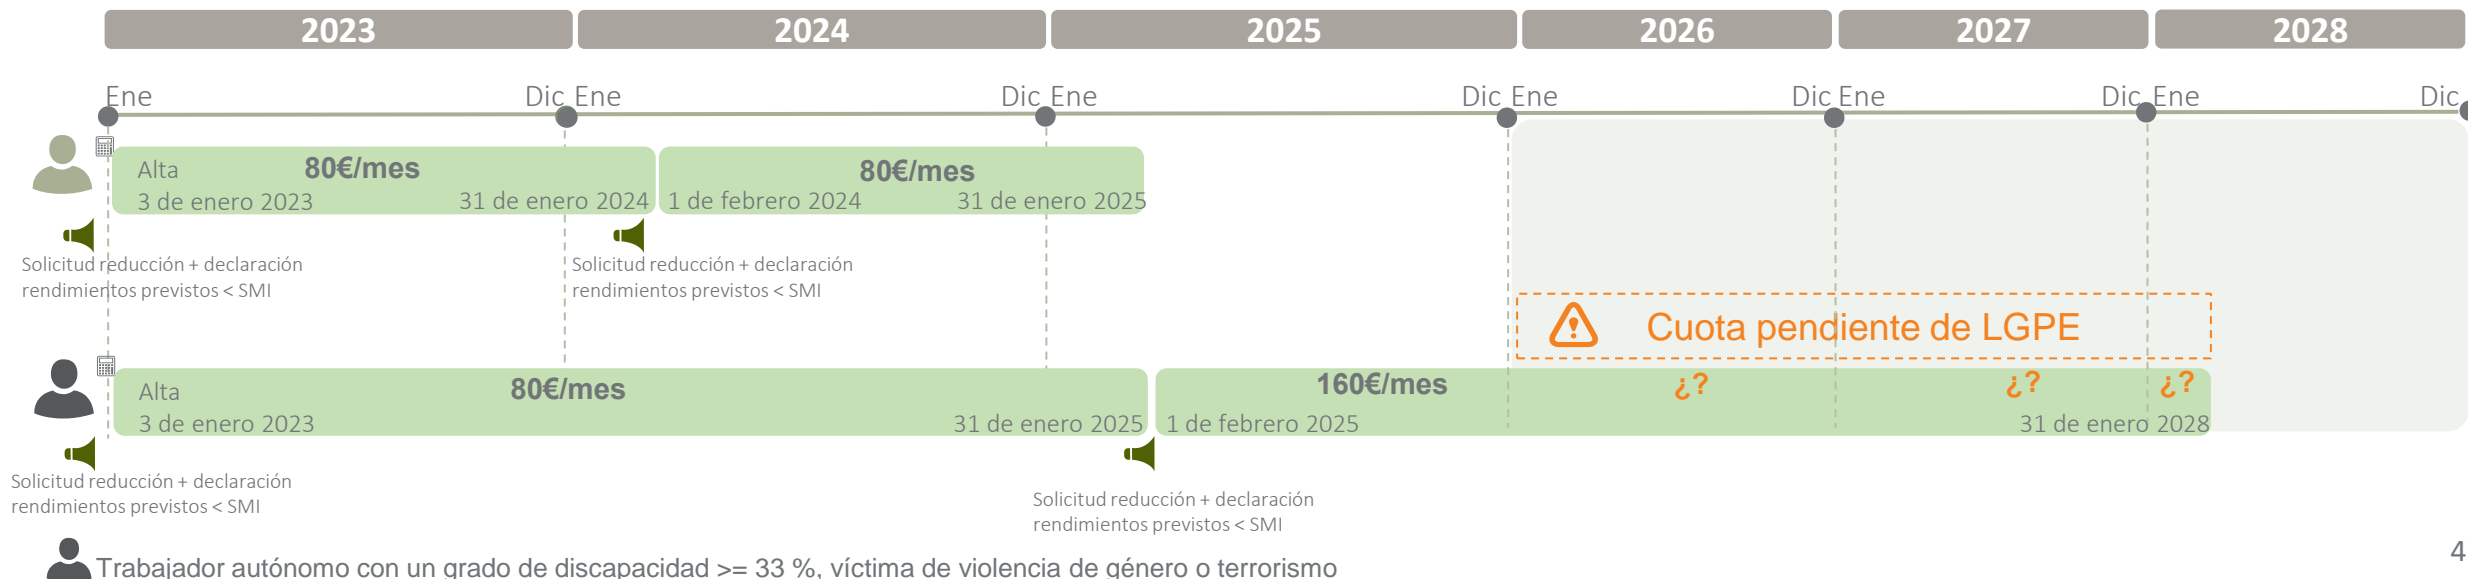 2023 2024 2025 2026 2027 2028
Ene Dic Ene Dic Ene Dic Ene Dic Ene Dic Ene Dic
Alta 80€/mes 80€/mes
3 de enero 2023 31 de enero 2024 1 de febrero 2024 31 de enero 2025
Solicitud reducción + declaración
rendimientos previstos < SMI
Solicitud reducción + declaración
rendimientos previstos < SMI
Cuota pendiente de LGPE
Alta 80€/mes 160€/mes ¿? ¿? ¿?
3 de enero 2023 31 de enero 2025 1 de febrero 2025 31 de enero 2028
Solicitud reducción + declaración
rendimientos previstos < SMI
Solicitud reducción + declaración
rendimientos previstos < SMI
4
Trabajador autónomo con un grado de discapacidad >= 33 %, víctima de violencia de género o terrorismo